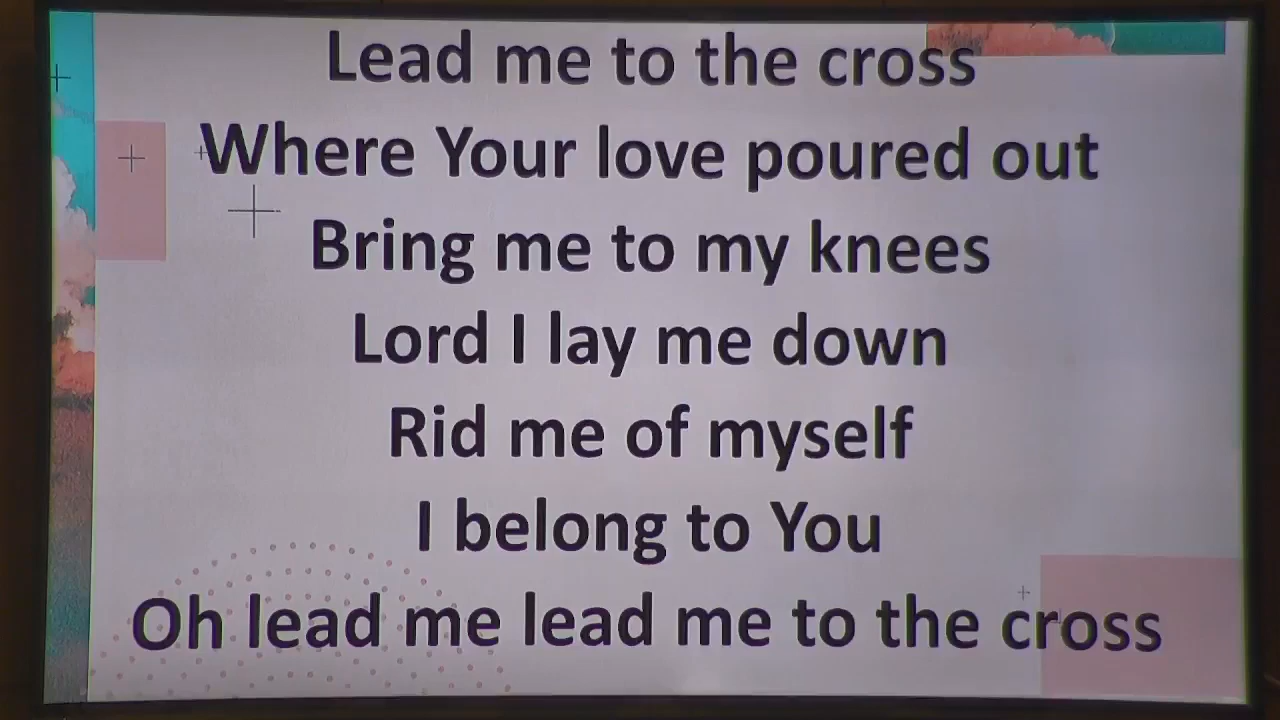 Lead me to the cross
Where Your love poured out
Bring me to my knees
Lord I lay me down
Rid me of myself
I belong to You
Oh lead me lead me to the cross